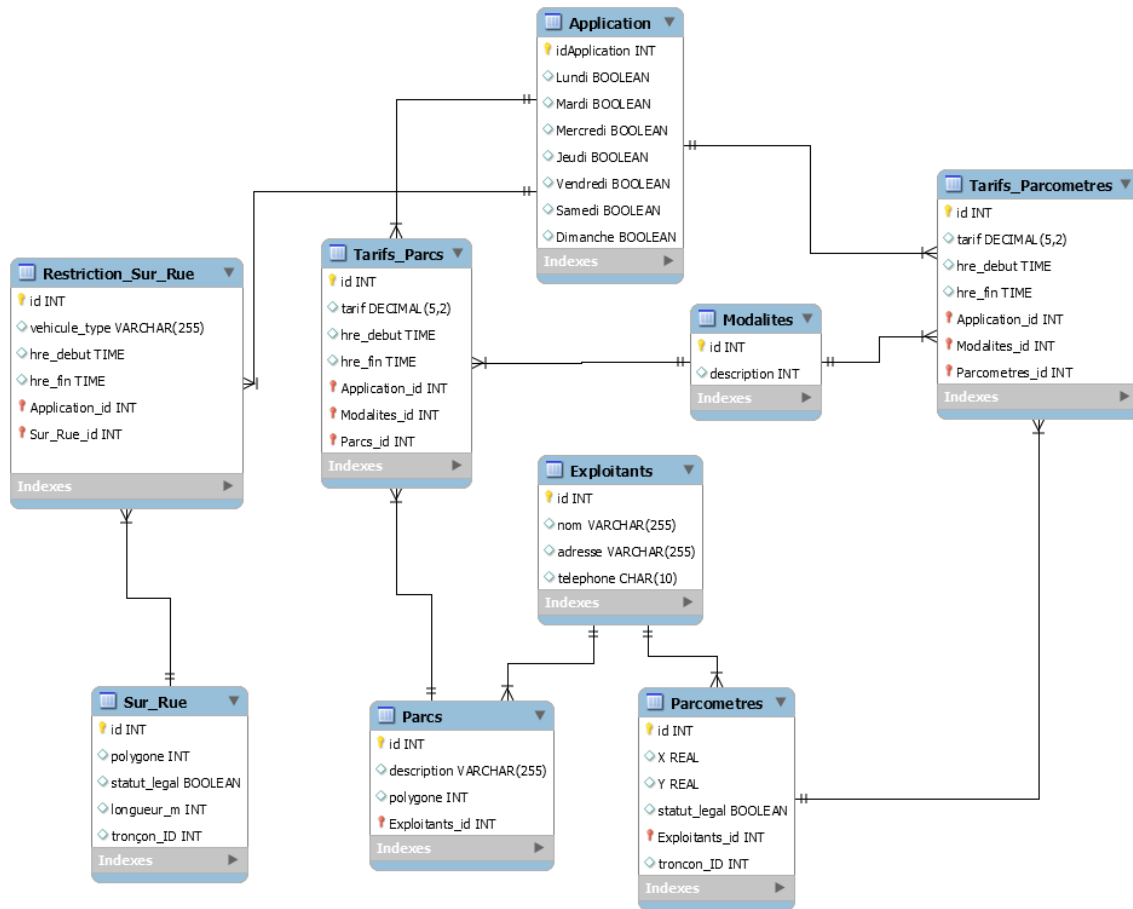 Application
idApplication INT
Lundi BOOLEAN
Mardi BOOLEAN
Mercredi BOOLEAN
Jeudi BOOLEAN
Vendredi BOOLEAN
Samedi BOOLEAN
Dimanche BOOLEAN
Indexes
Tarifs_Parcometres
id INT
tarif DECIMAL(5,2)
hre_debut TIME
hre_fin TIME
Application_id INT
Modalites_id INT
Parcometres_id INT
Indexes
Tarifs_Parcs
id INT
tarif DECIMAL(5,2)
hre_debut TIME
hre_fin TIME
Application_id INT
Modalites_id INT
Parcs_id INT
Indexes
Restriction_Sur_Rue
id INT
vehicule_type VARCHAR(255)
hre_debut TIME
hre_fin TIME
Application_id INT
Sur_Rue_id INT
Indexes
Modalites
id INT
description INT
Indexes
Exploitants
id INT
nom VARCHAR(255)
adresse VARCHAR(255)
telephone CHAR(10)
Indexes
Sur_Rue
id INT
polygone INT
statut_legal BOOLEAN
longueur_m INT
tronçon_ID INT
Indexes
Parcs
id INT
description VARCHAR(255)
polygone INT
Exploitants_id INT
Indexes
Parcometres
id INT
X REAL
Y REAL
statut_legal BOOLEAN
Exploitants_id INT
troncon_ID INT
Indexes